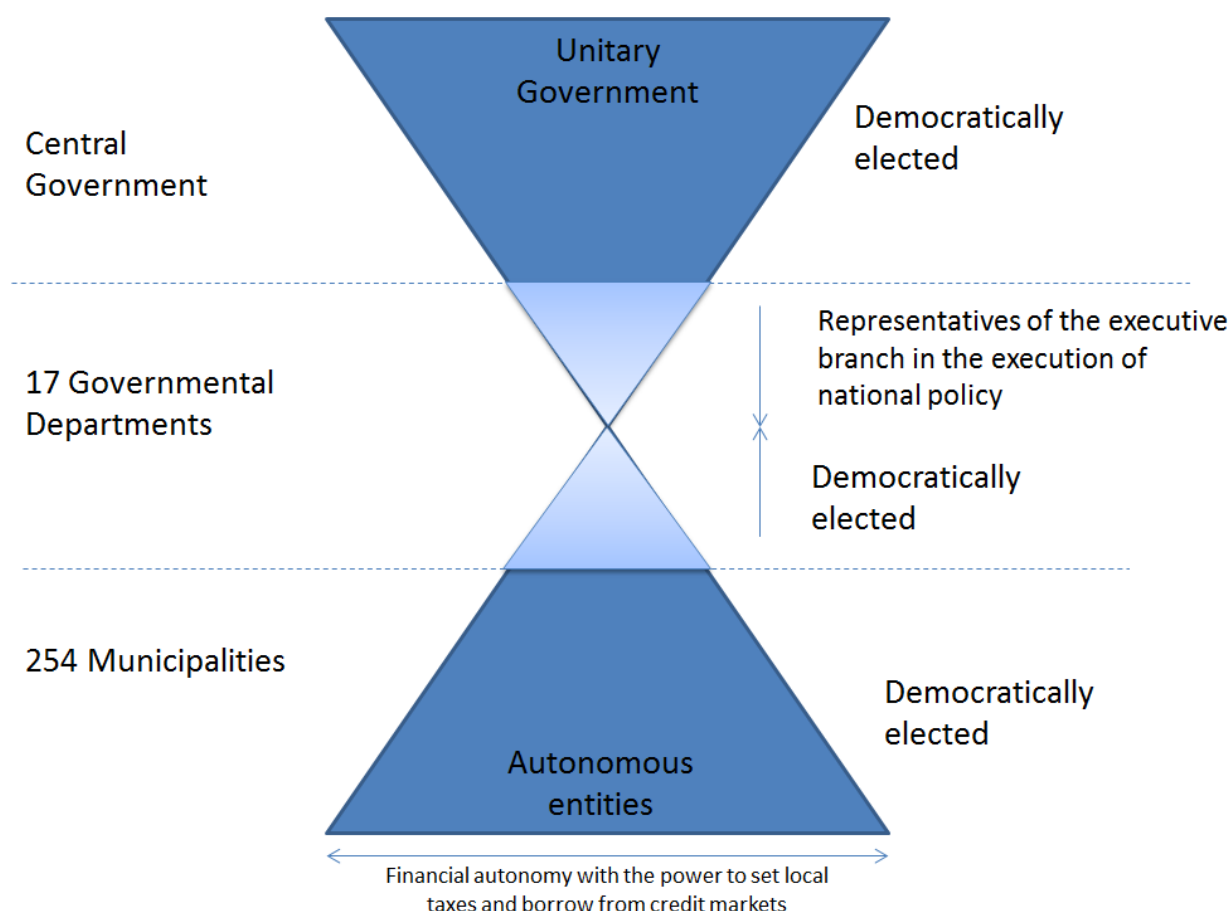 Unitary
Government
Central
Government
Democratically
elected
17 Governmental
Departments
Representatives of the executive
branch in the execution of
national policy
Democratically
elected
254 Municipalities
Democratically
elected
Autonomous
entities
Financial autonomy with the power to set local
taxes and borrow from credit markets